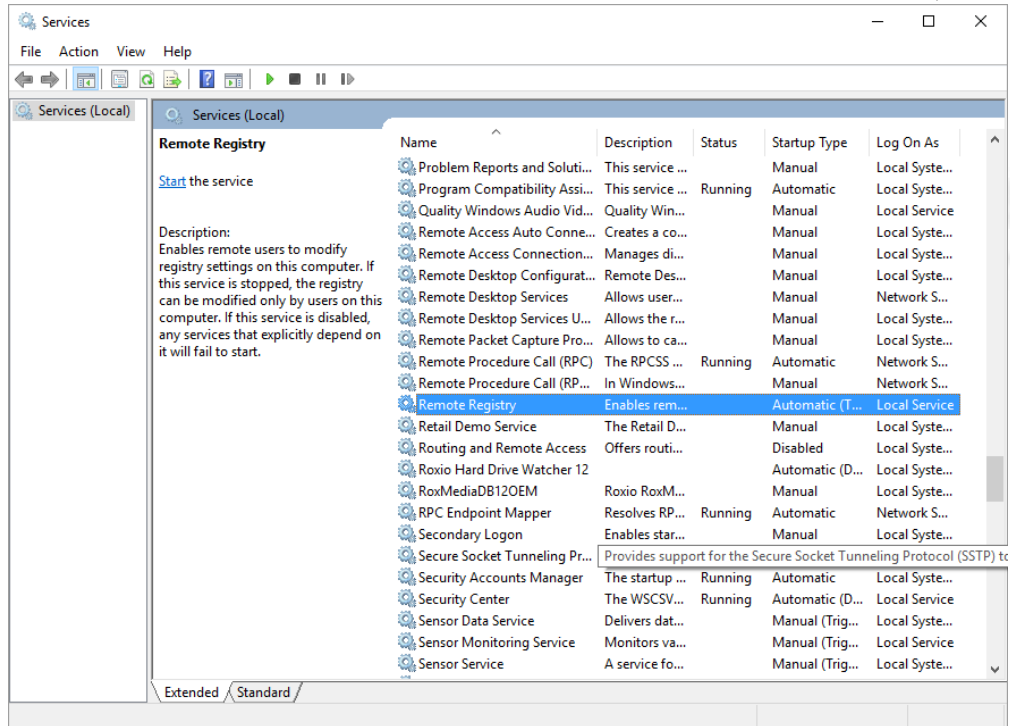 Services
File Action View Help
Services (Local)
Services (Local)
Remote Registry
Start the service
Description:
Enables remote users to modify
registry settings on this computer. If
this service is stopped, the registry
can be modified only by users on this
computer. If this service is disabled,
any services that explicitly depend on
it will fail to start.
Name Description Status Startup Type Log On As
Problem Reports and Soluti... This service ... Manual Local Syste...
Program Compatibility Assi... This service ... Running Automatic Local Syste...
Quality Windows Audio Vid... Quality Win... Manual Local Service
Remote Access Auto Conne... Creates a co... Manual Local Syste...
Remote Access Connection... Manages di... Manual Local Syste...
Remote Desktop Configurat... Remote Des... Manual Local Syste...
Remote Desktop Services Allows user... Manual Network S...
Remote Desktop Services U... Allows the r... Manual Local Syste...
Remote Packet Capture Pro... Allows to ca... Manual Local Syste...
Remote Procedure Call (RPC) The RPCSS ... Running Automatic Network S...
Remote Procedure Call (RP... In Windows... Manual Network S...
Remote Registry Enables rem... Automatic (T... Local Service
Retail Demo Service The Retail D... Manual Local Syste...
Routing and Remote Access Offers routi... Disabled Local Syste...
Roxio Hard Drive Watcher 12 Automatic (D... Local Syste...
RoxMediaDB12OEM Roxio RoxM... Manual Local Syste...
RPC Endpoint Mapper Resolves RP... Running Automatic Network S...
Secondary Logon Enables star... Manual Local Syste...
Secure Socket Tunneling Pr... Provides support for the Secure Socket Tunneling Protocol (SSTP) to
Security Accounts Manager The startup ... Running Automatic Local Syste...
Security Center The WSCSV... Running Automatic (D... Local Service
Sensor Data Service Delivers dat... Manual (Trig... Local Syste...
Sensor Monitoring Service Monitors va... Manual (Trig... Local Service
Sensor Service A service fo... Manual (Trig... Local Syste...
Extended Standard